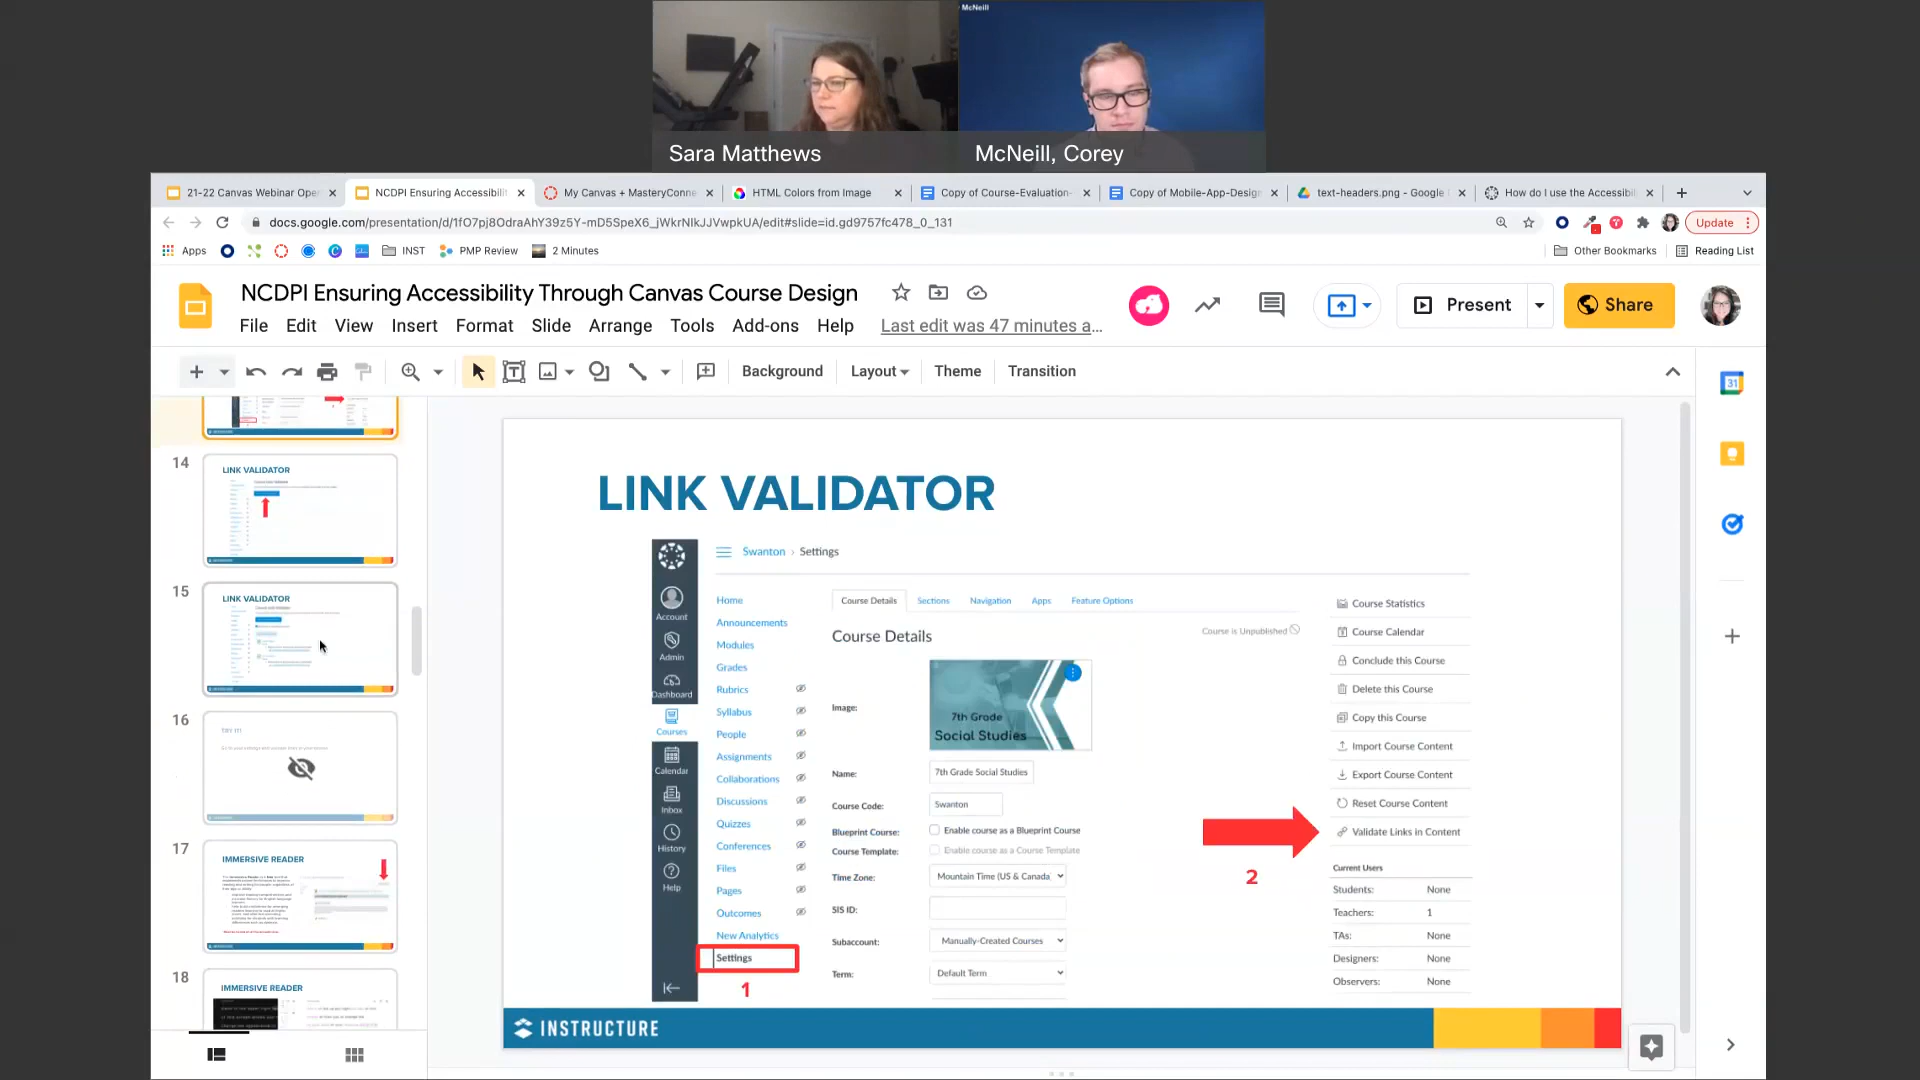 McNeill
Sara Matthews
McNeill, Corey
21-22 Canvas Webinar Oper
NCDPI Ensuring Accessibilit
My Canvas + MasteryConne
HTML Colors from Image
Copy of Course-Evaluation-
Copy of Mobile-App-Design
text-headers.png - Google
How do I use the Accessibil
docs.google.com/presentation/d/1fO7pj8OdraAhY39z5Y-mD5SpeX6_jWkrNIkJJVwpkUA/edit#slide=id.gd9757fc478_0_131
Update
Apps
INST
PMP Review
2 Minutes
Other Bookmarks
Reading List
NCDPI Ensuring Accessibility Through Canvas Course Design
File Edit View Insert Format Slide Arrange Tools Add-ons Help Last edit was 47 minutes a...
Present
Share
Background Layout Theme Transition
31
14
LINK VALIDATOR
15
LINK VALIDATOR
16
TRY IT!
17
IMMERSIVE READER
18
IMMERSIVE READER
LINK VALIDATOR
Swanton › Settings
Account
Admin
Dashboard
Courses
Calendar
Inbox
History
Help
Home
Announcements
Modules
Grades
Rubrics
Syllabus
People
Assignments
Collaborations
Discussions
Quizzes
Conferences
Files
Pages
Outcomes
New Analytics
Settings
1
Course Details Sections Navigation Apps Feature Options
Course Details
Course is Unpublished
Image:
7th Grade
Social Studies
Name: 7th Grade Social Studies
Course Code: Swanton
Blueprint Course: Enable course as a Blueprint Course
Course Template: Enable course as a Course Template
Time Zone: Mountain Time (US & Canada)
SIS ID:
Subaccount: Manually-Created Courses
Term: Default Term
2
Course Statistics
Course Calendar
Conclude this Course
Delete this Course
Copy this Course
Import Course Content
Export Course Content
Reset Course Content
Validate Links in Content
Current Users
Students: None
Teachers: 1
TAs: None
Designers: None
Observers: None
INSTRUCTURE